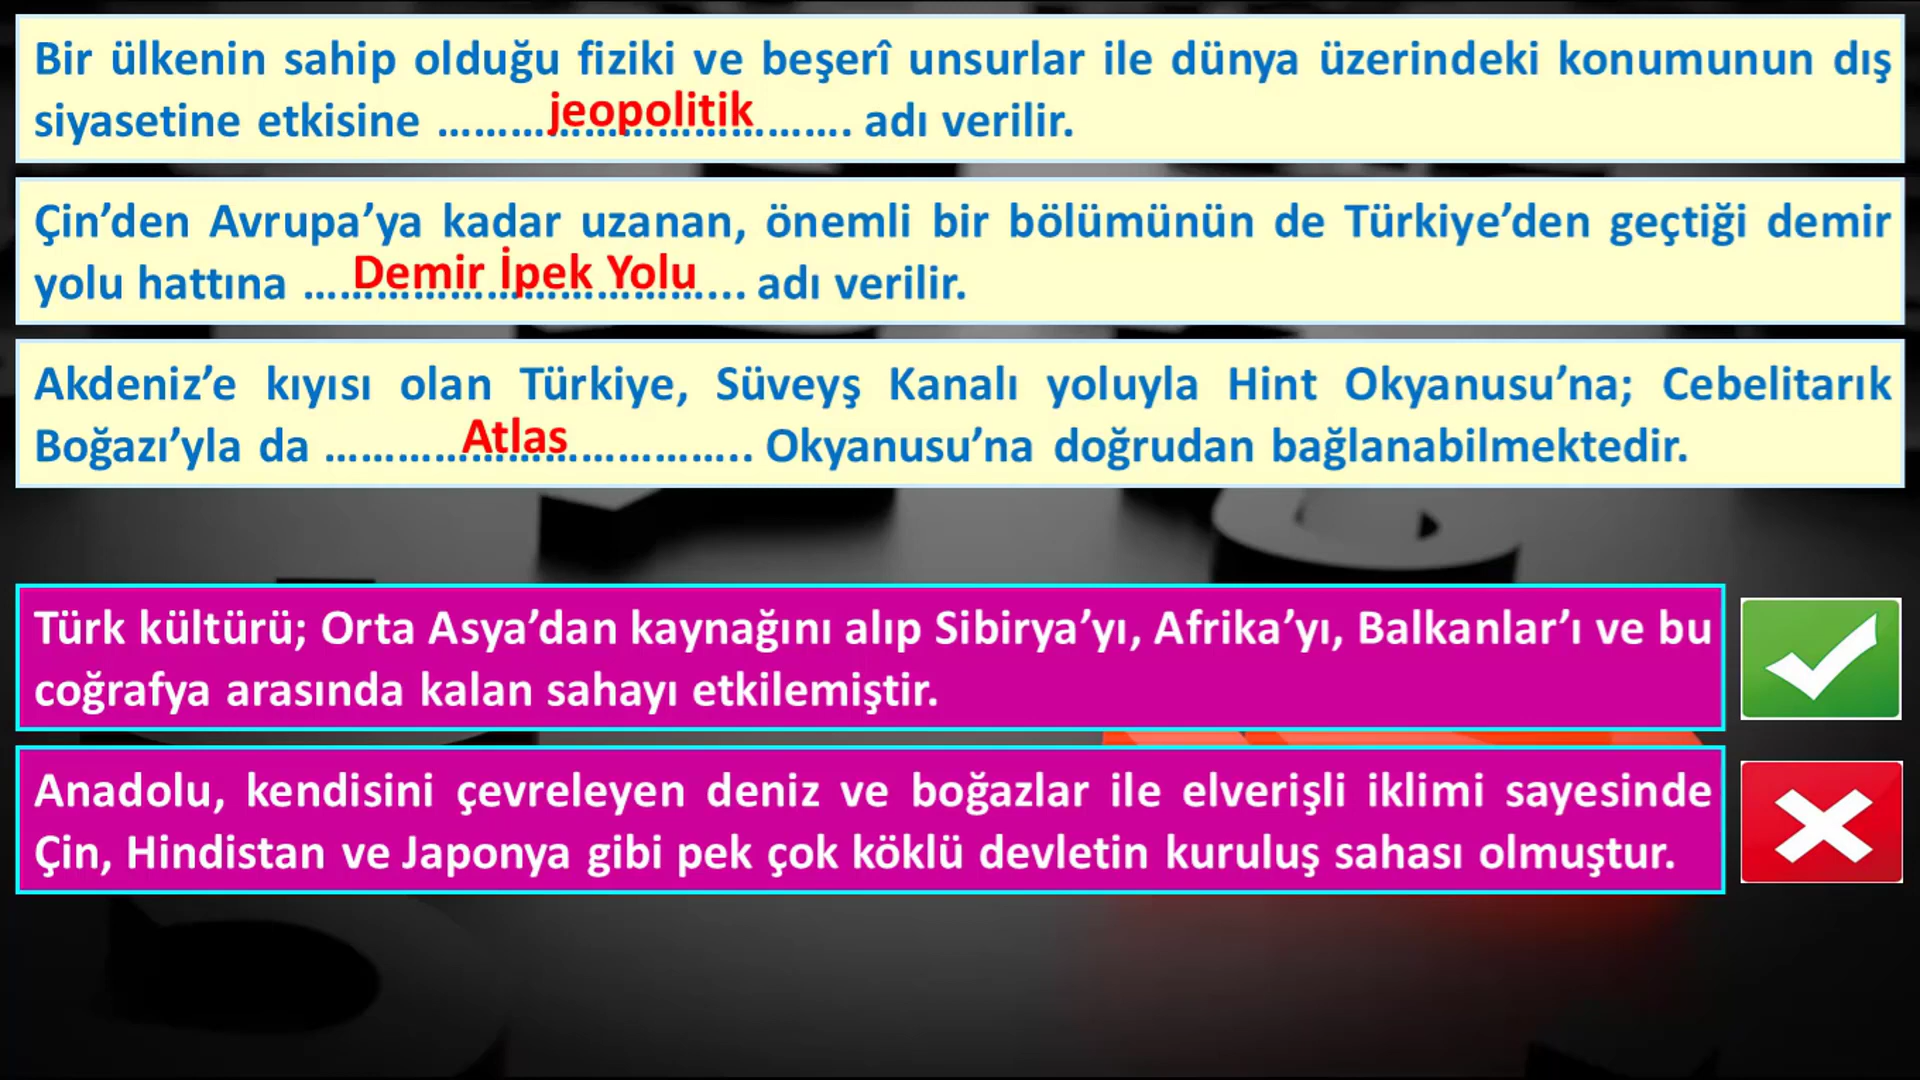 Bir ülkenin sahip olduğu fiziki ve beşerî unsurlar ile dünya üzerindeki konumunun dış
siyasetine etkisine …………jeopolitik…………. adı verilir.
Çin’den Avrupa’ya kadar uzanan, önemli bir bölümünün de Türkiye’den geçtiği demir
yolu hattına …Demir İpek Yolu... adı verilir.
Akdeniz’e kıyısı olan Türkiye, Süveyş Kanalı yoluyla Hint Okyanusu’na; Cebelitarık
Boğazı’yla da …………Atlas………….. Okyanusu’na doğrudan bağlanabilmektedir.
Türk kültürü; Orta Asya’dan kaynağını alıp Sibirya’yı, Afrika’yı, Balkanlar’ı ve bu
coğrafya arasında kalan sahayı etkilemiştir.
Anadolu, kendisini çevreleyen deniz ve boğazlar ile elverişli iklimi sayesinde
Çin, Hindistan ve Japonya gibi pek çok köklü devletin kuruluş sahası olmuştur.